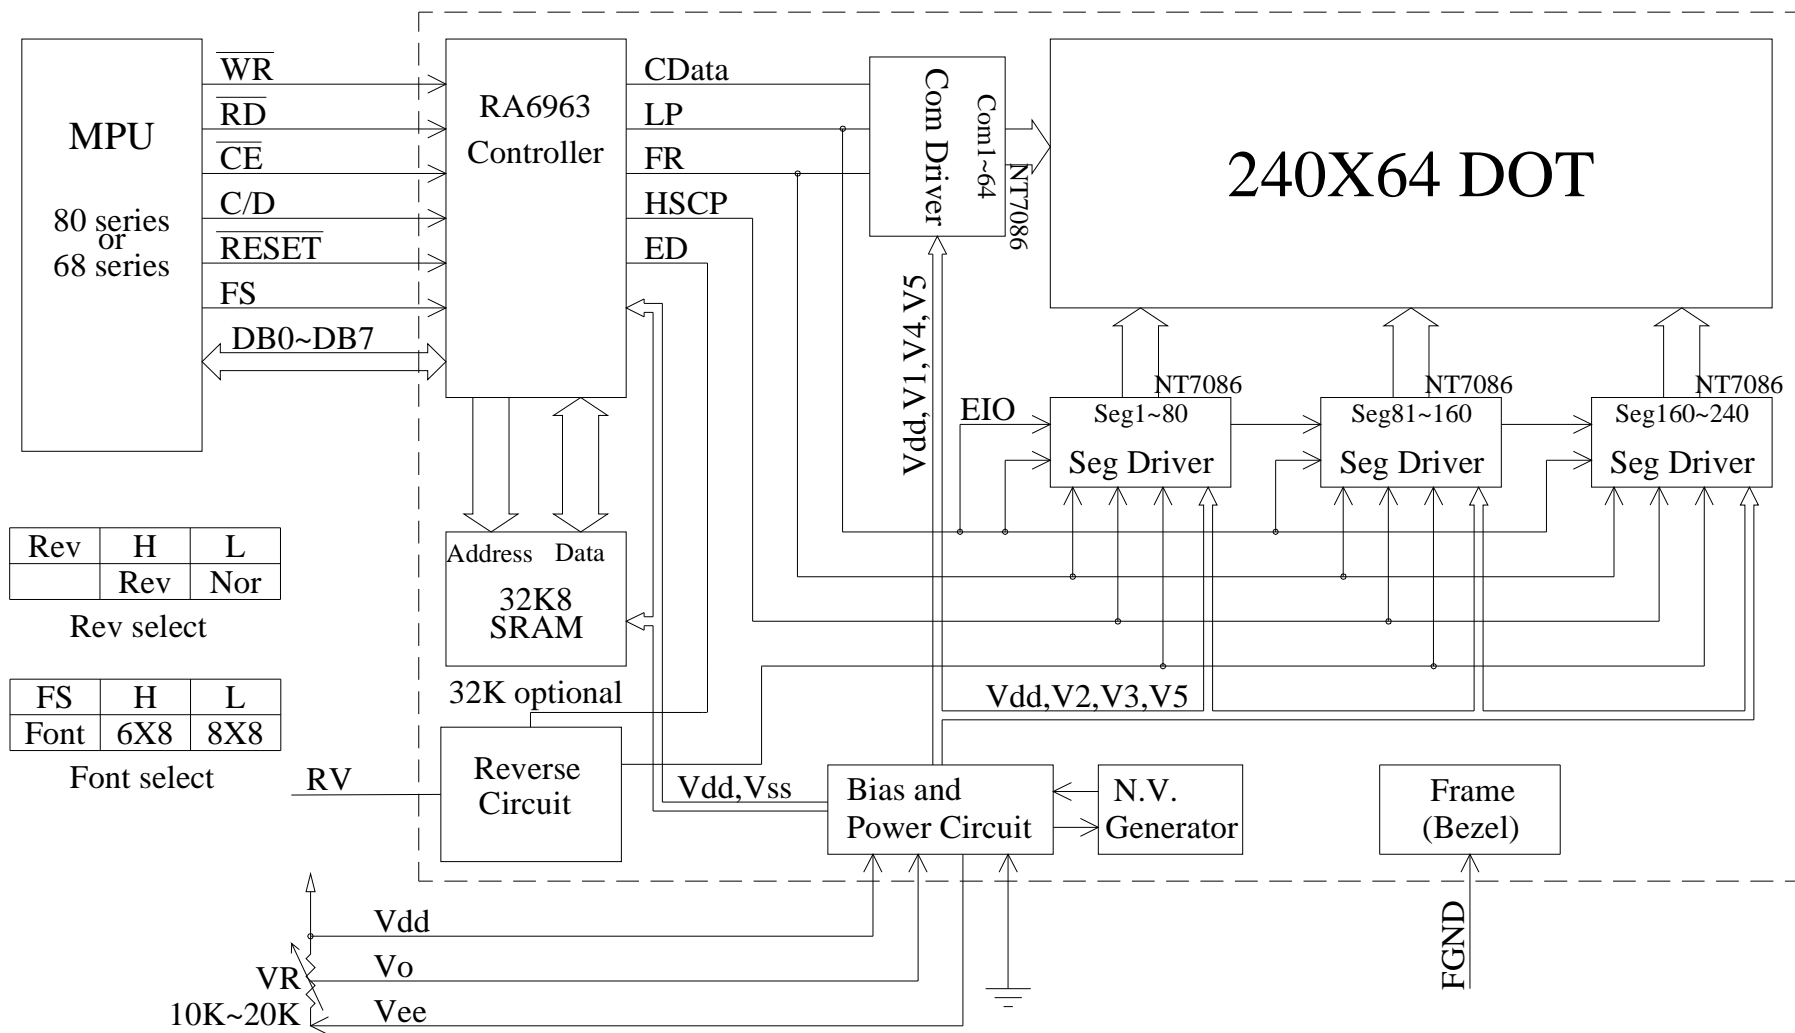 MPU
80 series
or
68 series
WR
RD
CE
C/D
RESET
FS
DB0~DB7
RA6963
Controller
CData
LP
FR
HSCP
ED
Com Driver
Com1~64
NT7086
240X64 DOT
Vdd,V1,V4,V5
EIO
NT7086
Seg1~80
Seg Driver
NT7086
Seg81~160
Seg Driver
NT7086
Seg160~240
Seg Driver
Address Data
32K8
SRAM
32K optional
Rev H L
Rev Nor
Rev select
FS H L
Font 6X8 8X8
Font select
RV
Reverse
Circuit
Vdd,Vss
Vdd,V2,V3,V5
Bias and
Power Circuit
N.V.
Generator
Frame
(Bezel)
FGND
Vdd
Vo
VR
10K~20K
Vee